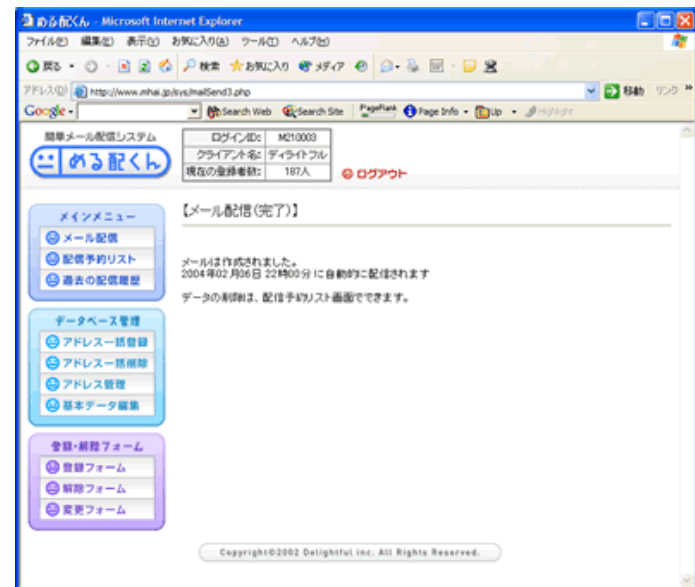 める配くん - Microsoft Internet Explorer
ファイル(F) 編集(E) 表示(V) お気に入り(A) ツール(T) ヘルプ(H)
戻る 検索 お気に入り メディア
アドレス(D) http://www.mhai.jp/sys/mailSend3.php 移動 リンク »
Google Search Web Search Site PageRank Page Info Up Highlight
簡単メール配信システム
める配くん
ログインID: M210003
クライアント名: ディライトフル
現在の登録者数: 187人
ログアウト
メインメニュー
メール配信
配信予約リスト
過去の配信履歴
データベース管理
アドレス一括登録
アドレス一括削除
アドレス管理
基本データ編集
登録・解除フォーム
登録フォーム
解除フォーム
変更フォーム
【メール配信(完了)】
メールは作成されました。
2004年02月06日 22時00分に自動的に配信されます
データの削除は、配信予約リスト画面でできます。
Copyright©2002 Delightful inc. All Rights Reserved.